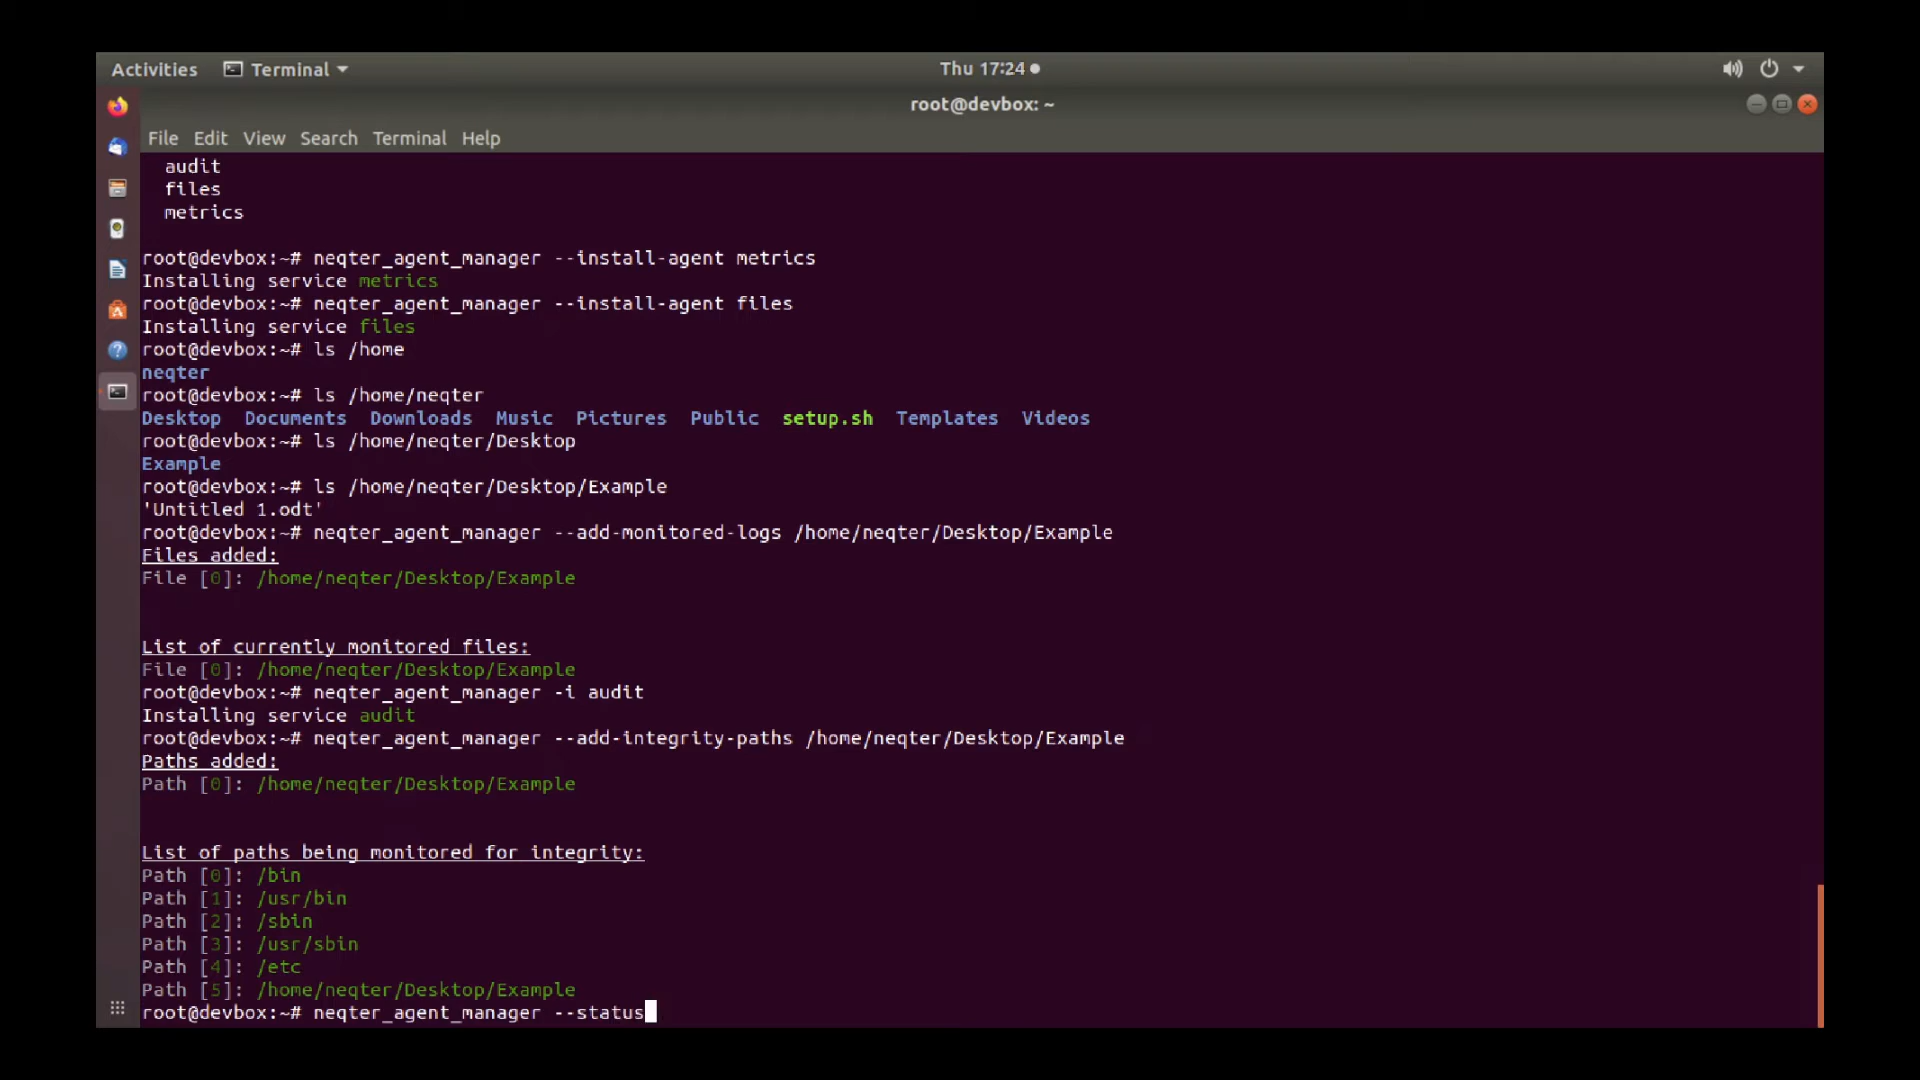 Activities Terminal Thu 17:24
root@devbox: ~
File Edit View Search Terminal Help
audit
files
metrics
root@devbox:~# neqter_agent_manager --install-agent metrics
Installing service metrics
root@devbox:~# neqter_agent_manager --install-agent files
Installing service files
root@devbox:~# ls /home
neqter
root@devbox:~# ls /home/neqter
Desktop Documents Downloads Music Pictures Public setup.sh Templates Videos
root@devbox:~# ls /home/neqter/Desktop
Example
root@devbox:~# ls /home/neqter/Desktop/Example
'Untitled 1.odt'
root@devbox:~# neqter_agent_manager --add-monitored-logs /home/neqter/Desktop/Example
Files added:
File [0]: /home/neqter/Desktop/Example
List of currently monitored files:
File [0]: /home/neqter/Desktop/Example
root@devbox:~# neqter_agent_manager -i audit
Installing service audit
root@devbox:~# neqter_agent_manager --add-integrity-paths /home/neqter/Desktop/Example
Paths added:
Path [0]: /home/neqter/Desktop/Example
List of paths being monitored for integrity:
Path [0]: /bin
Path [1]: /usr/bin
Path [2]: /sbin
Path [3]: /usr/sbin
Path [4]: /etc
Path [5]: /home/neqter/Desktop/Example
root@devbox:~# neqter_agent_manager --status